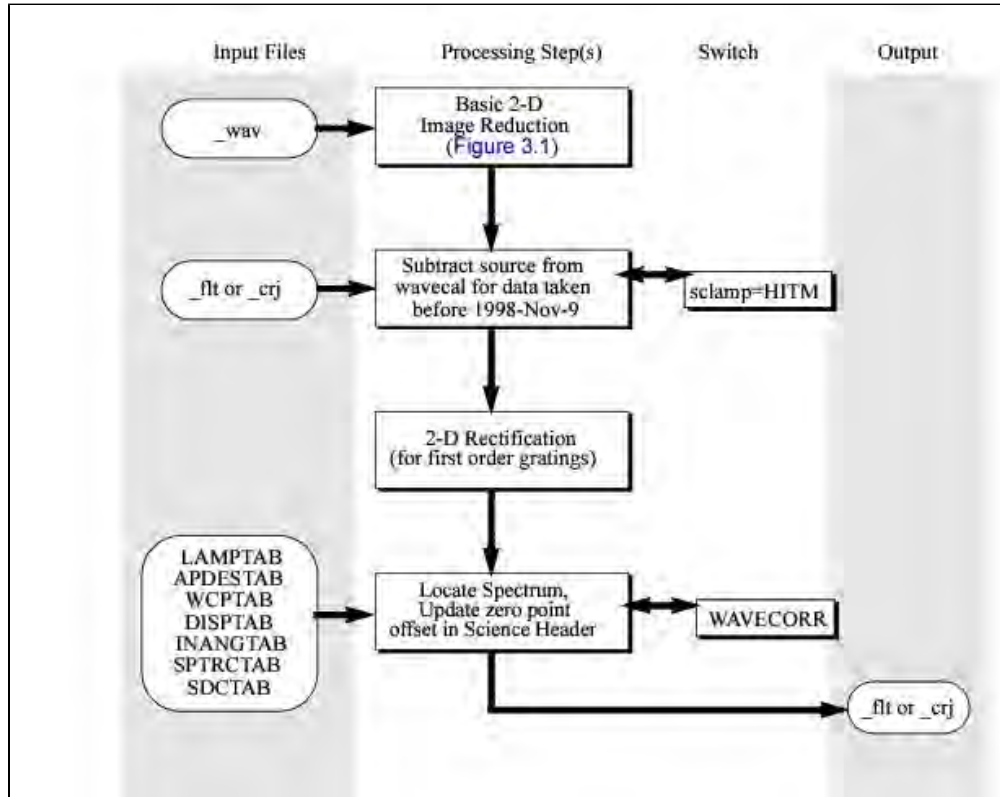 Input Files
Processing Step(s)
Switch
Output
_wav
Basic 2-D
Image Reduction
(Figure 3.1)
_flt or _crj
Subtract source from
wavecal for data taken
before 1998-Nov-9
sclamp=HITM
2-D Rectification
(for first order gratings)
LAMPTAB
APDESTAB
WCPTAB
DISPTAB
INANGTAB
SPTRCTAB
SDCTAB
Locate Spectrum,
Update zero point
offset in Science Header
WAVECORR
_flt or _crj